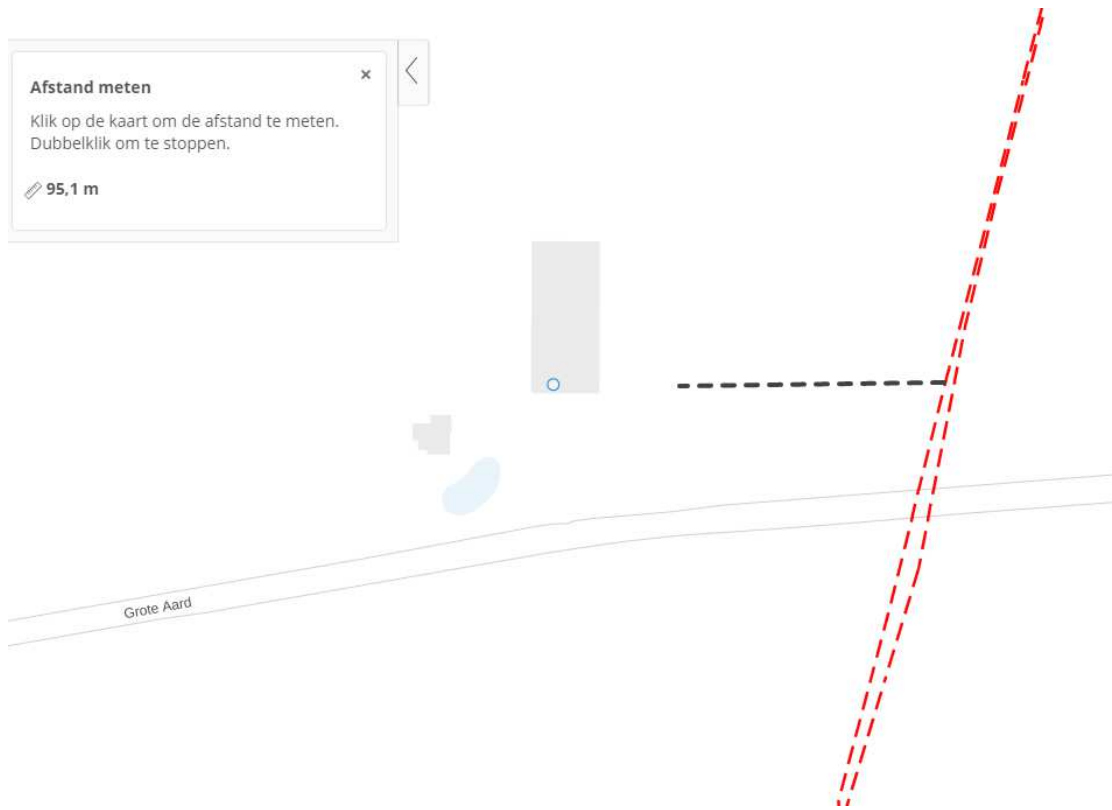 Afstand meten
Klik op de kaart om de afstand te meten.
Dubbelklik om te stoppen.
95,1 m
Grote Aard